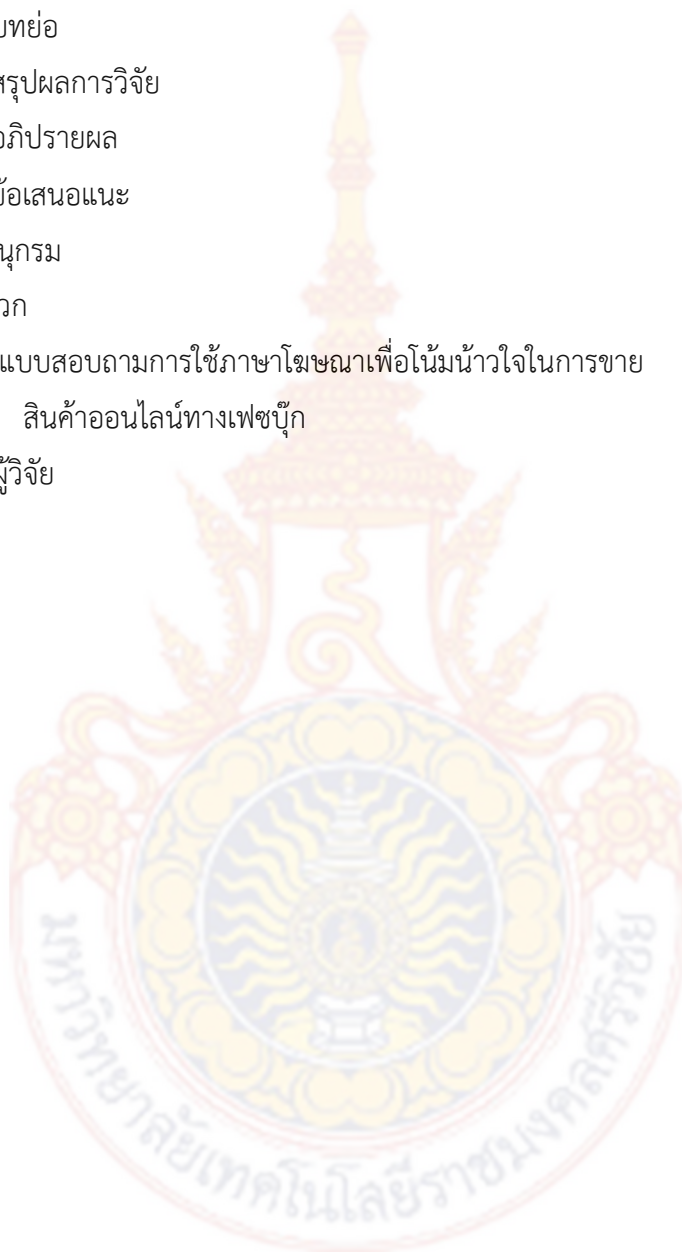 บทย่อ
สรุปผลการวิจัย
อภิปรายผล
ข้อเสนอแนะ
นุกรม
วก
แบบสอบถามการใช้ภาษาโฆษณาเพื่อโน้มน้าวใจในการขาย
สินค้าออนไลน์ทางเฟซบุ๊ก
ผู้วิจัย
มหาวิทยาลัยเทคโนโลยีราชมงคลศรีวิชัย